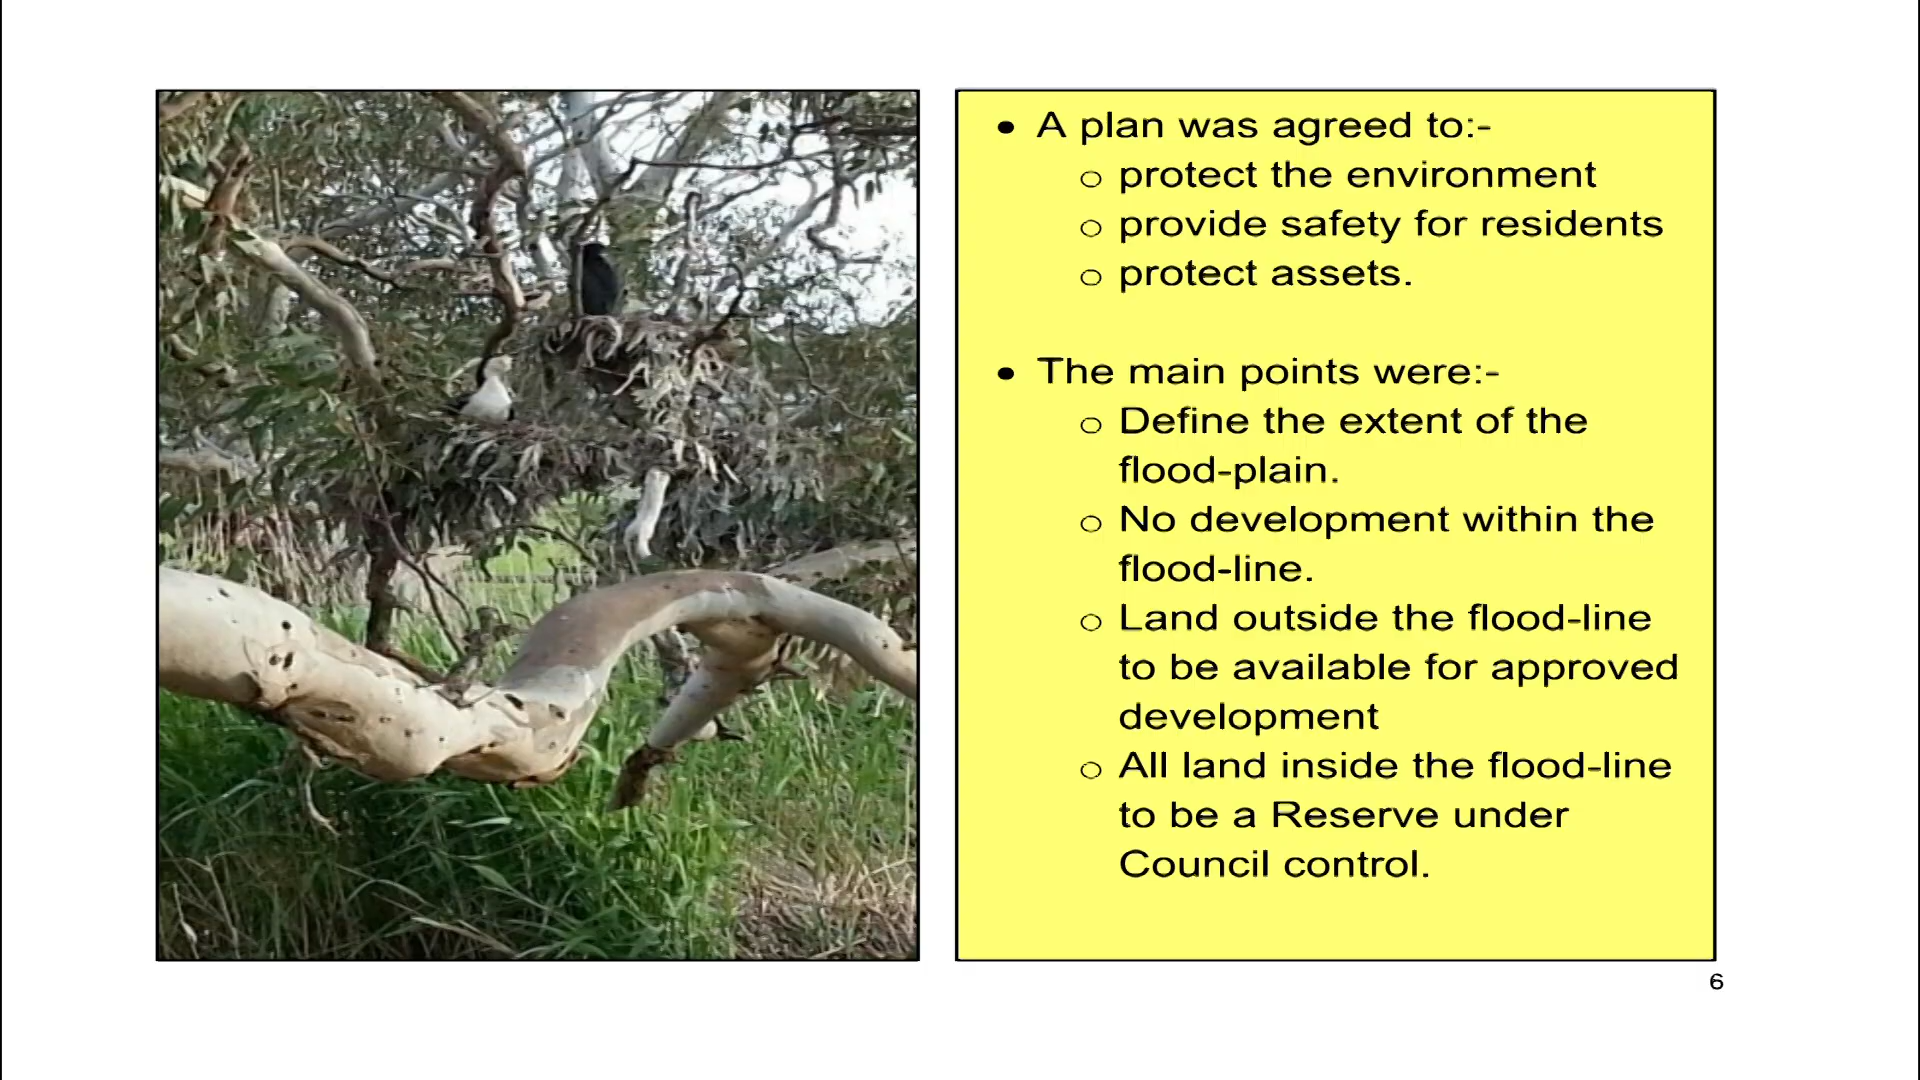 • A plan was agreed to:-
o protect the environment
o provide safety for residents
o protect assets.
• The main points were:-
o Define the extent of the
flood-plain.
o No development within the
flood-line.
o Land outside the flood-line
to be available for approved
development
o All land inside the flood-line
to be a Reserve under
Council control.
6